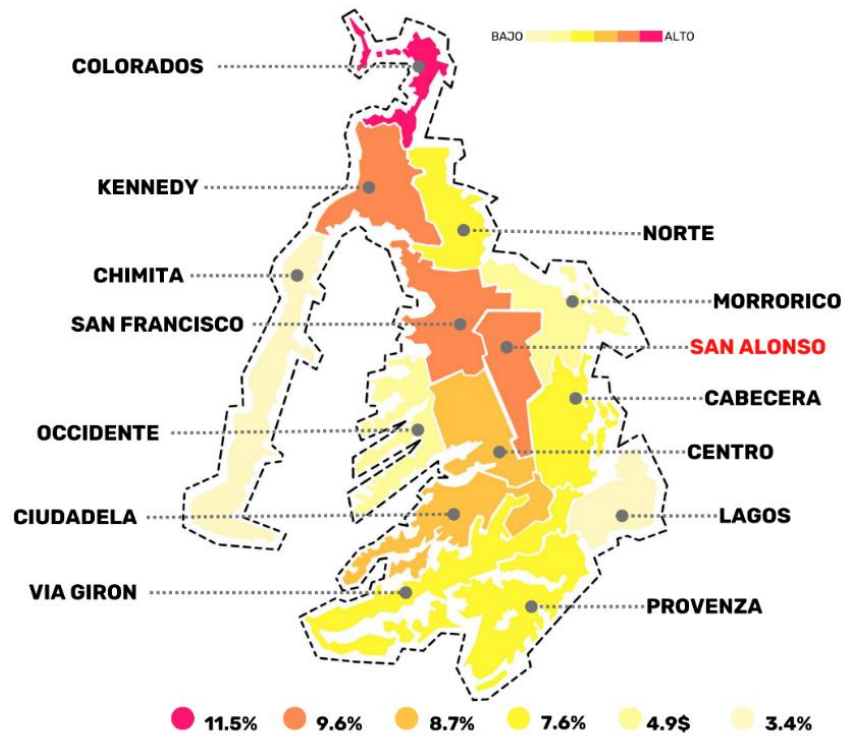 BAJO ALTO
COLORADOS
KENNEDY
NORTE
CHIMITA
MORRORICO
SAN FRANCISCO
SAN ALONSO
CABECERA
OCCIDENTE
CENTRO
CIUDADELA
LAGOS
VIA GIRON
PROVENZA
11.5% 9.6% 8.7% 7.6% 4.9$ 3.4%